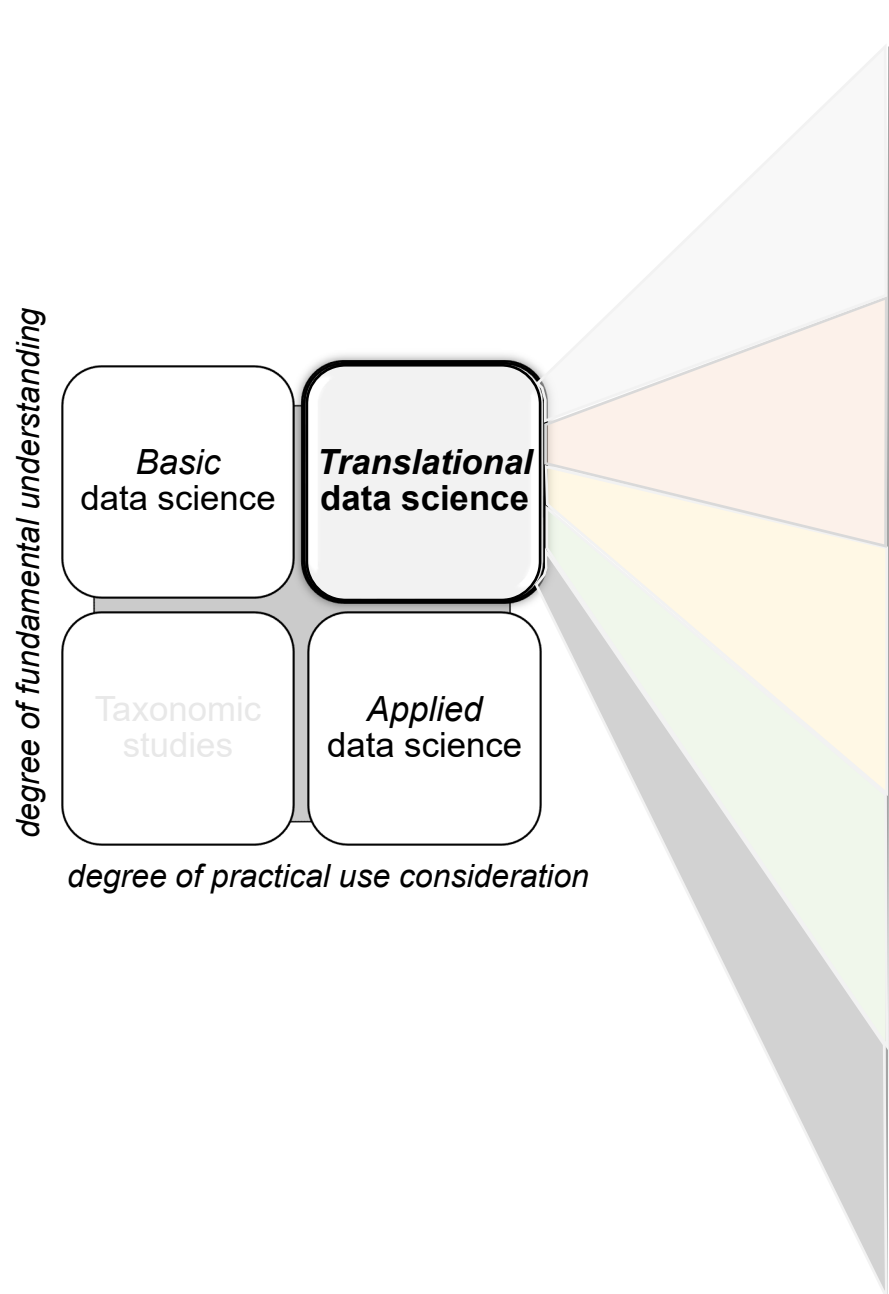 degree of fundamental understanding
Basic
data science
Translational
data science
Taxonomic
studies
Applied
data science
degree of practical use consideration